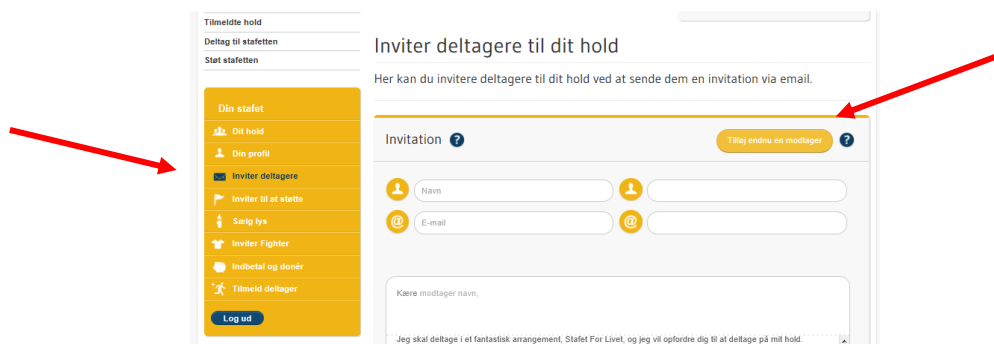 Tilmeldte hold
Deltag til stafetten
Støt stafetten
Din stafet
Dit hold
Din profil
Inviter deltagere
Inviter til at støtte
Sælg lys
Inviter Fighter
Indbetal og donér
Tilmeld deltager
Log ud
Inviter deltagere til dit hold
Her kan du invitere deltagere til dit hold ved at sende dem en invitation via email.
Invitation ?
Tilføj endnu en modtager ?
Navn
@ E-mail @
Kære modtager navn,
Jeg skal deltage i et fantastisk arrangement, Stafet For Livet, og jeg vil opfordre dig til at deltage på mit hold.